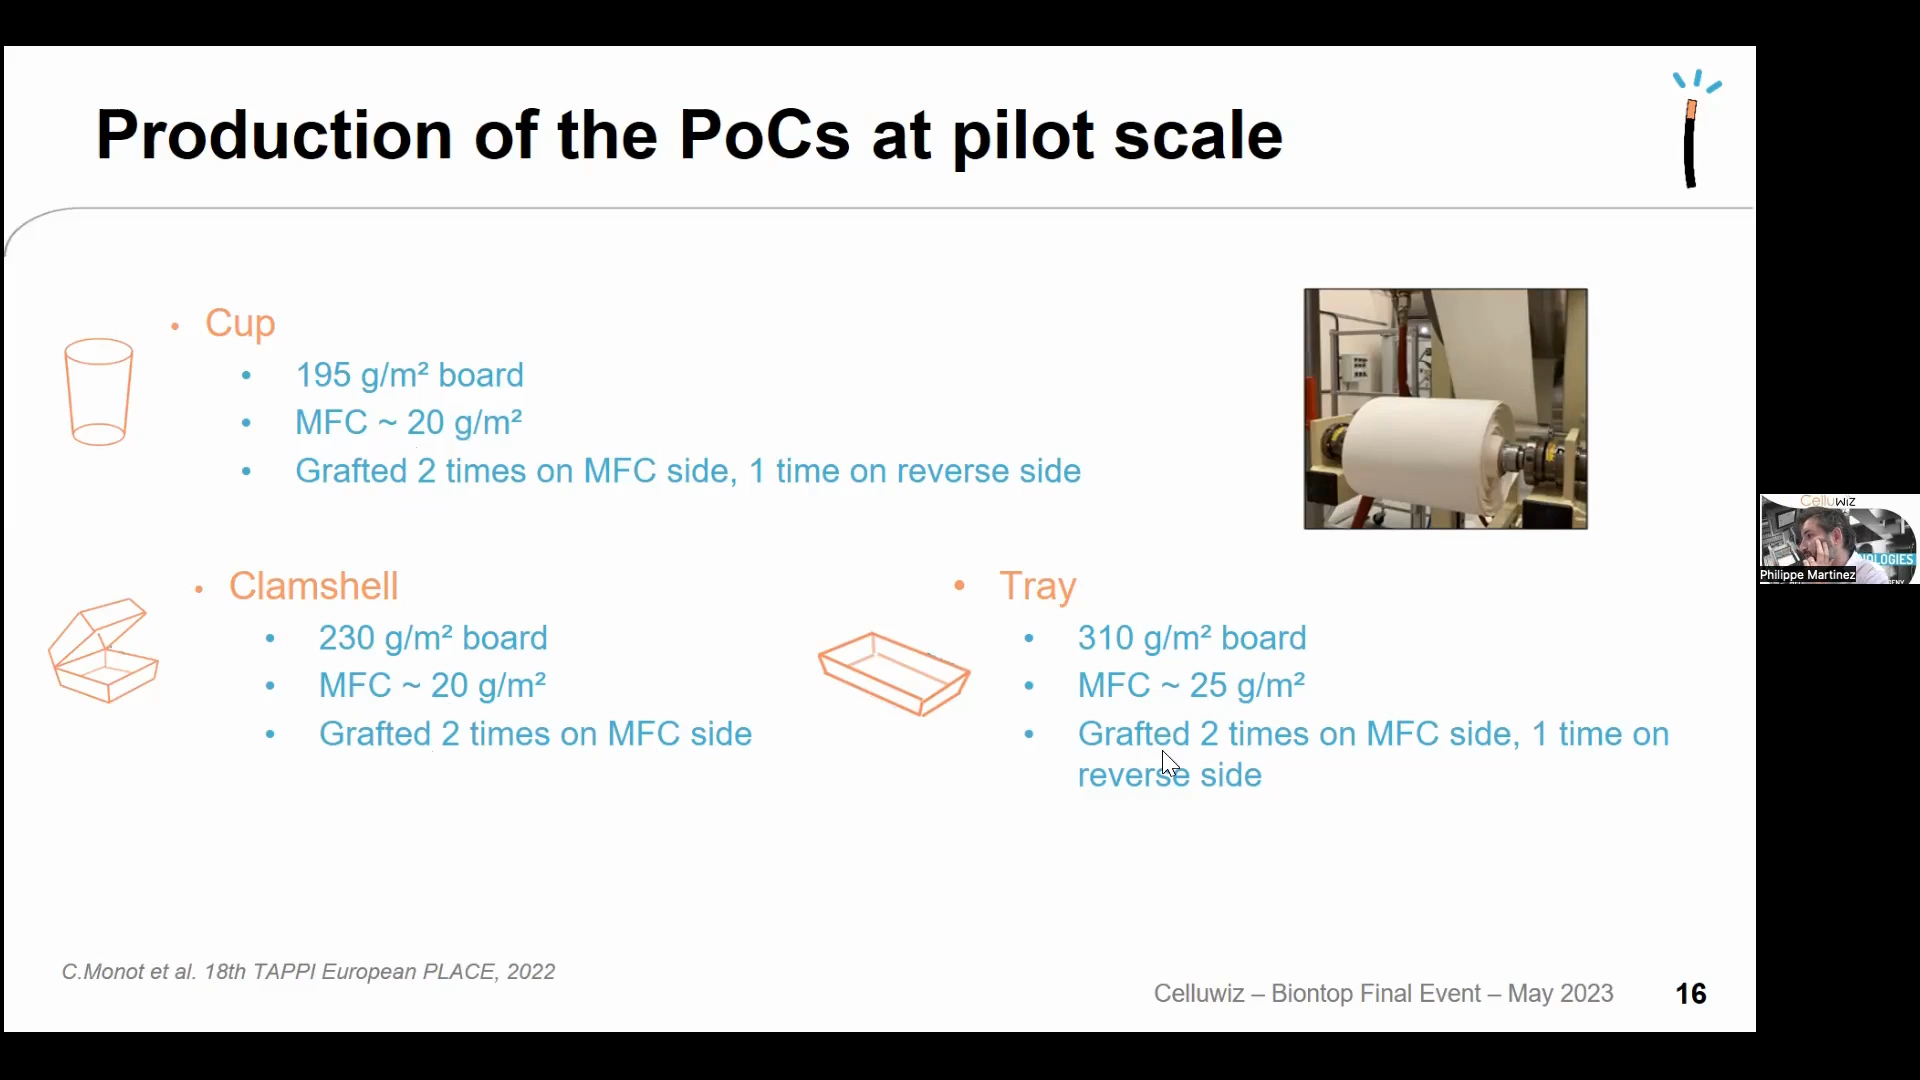 Production of the PoCs at pilot scale
• Cup
• 195 g/m² board
• MFC ~ 20 g/m²
• Grafted 2 times on MFC side, 1 time on reverse side
• Clamshell
• 230 g/m² board
• MFC ~ 20 g/m²
• Grafted 2 times on MFC side
• Tray
• 310 g/m² board
• MFC ~ 25 g/m²
• Grafted 2 times on MFC side, 1 time on
reverse side
C.Monot et al. 18th TAPPI European PLACE, 2022
Celluwiz – Biontop Final Event – May 2023
16
Celluwiz
NOLOGIES
Philippe Martinez